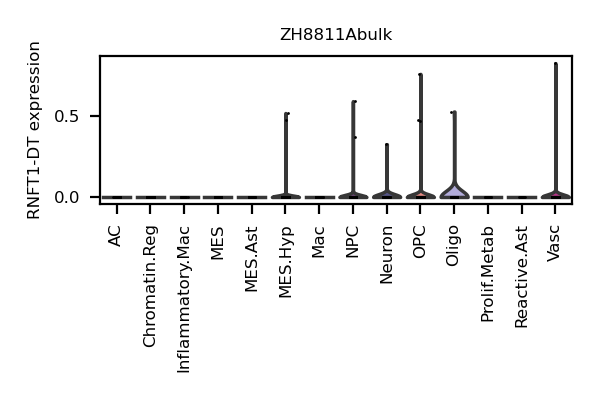 ZH8811Abulk
RNFT1-DT expression
0.5
0.0
AC
Chromatin.Reg
Inflammatory.Mac
MES
MES.Ast
MES.Hyp
Mac
NPC
Neuron
OPC
Oligo
Prolif.Metab
Reactive.Ast
Vasc